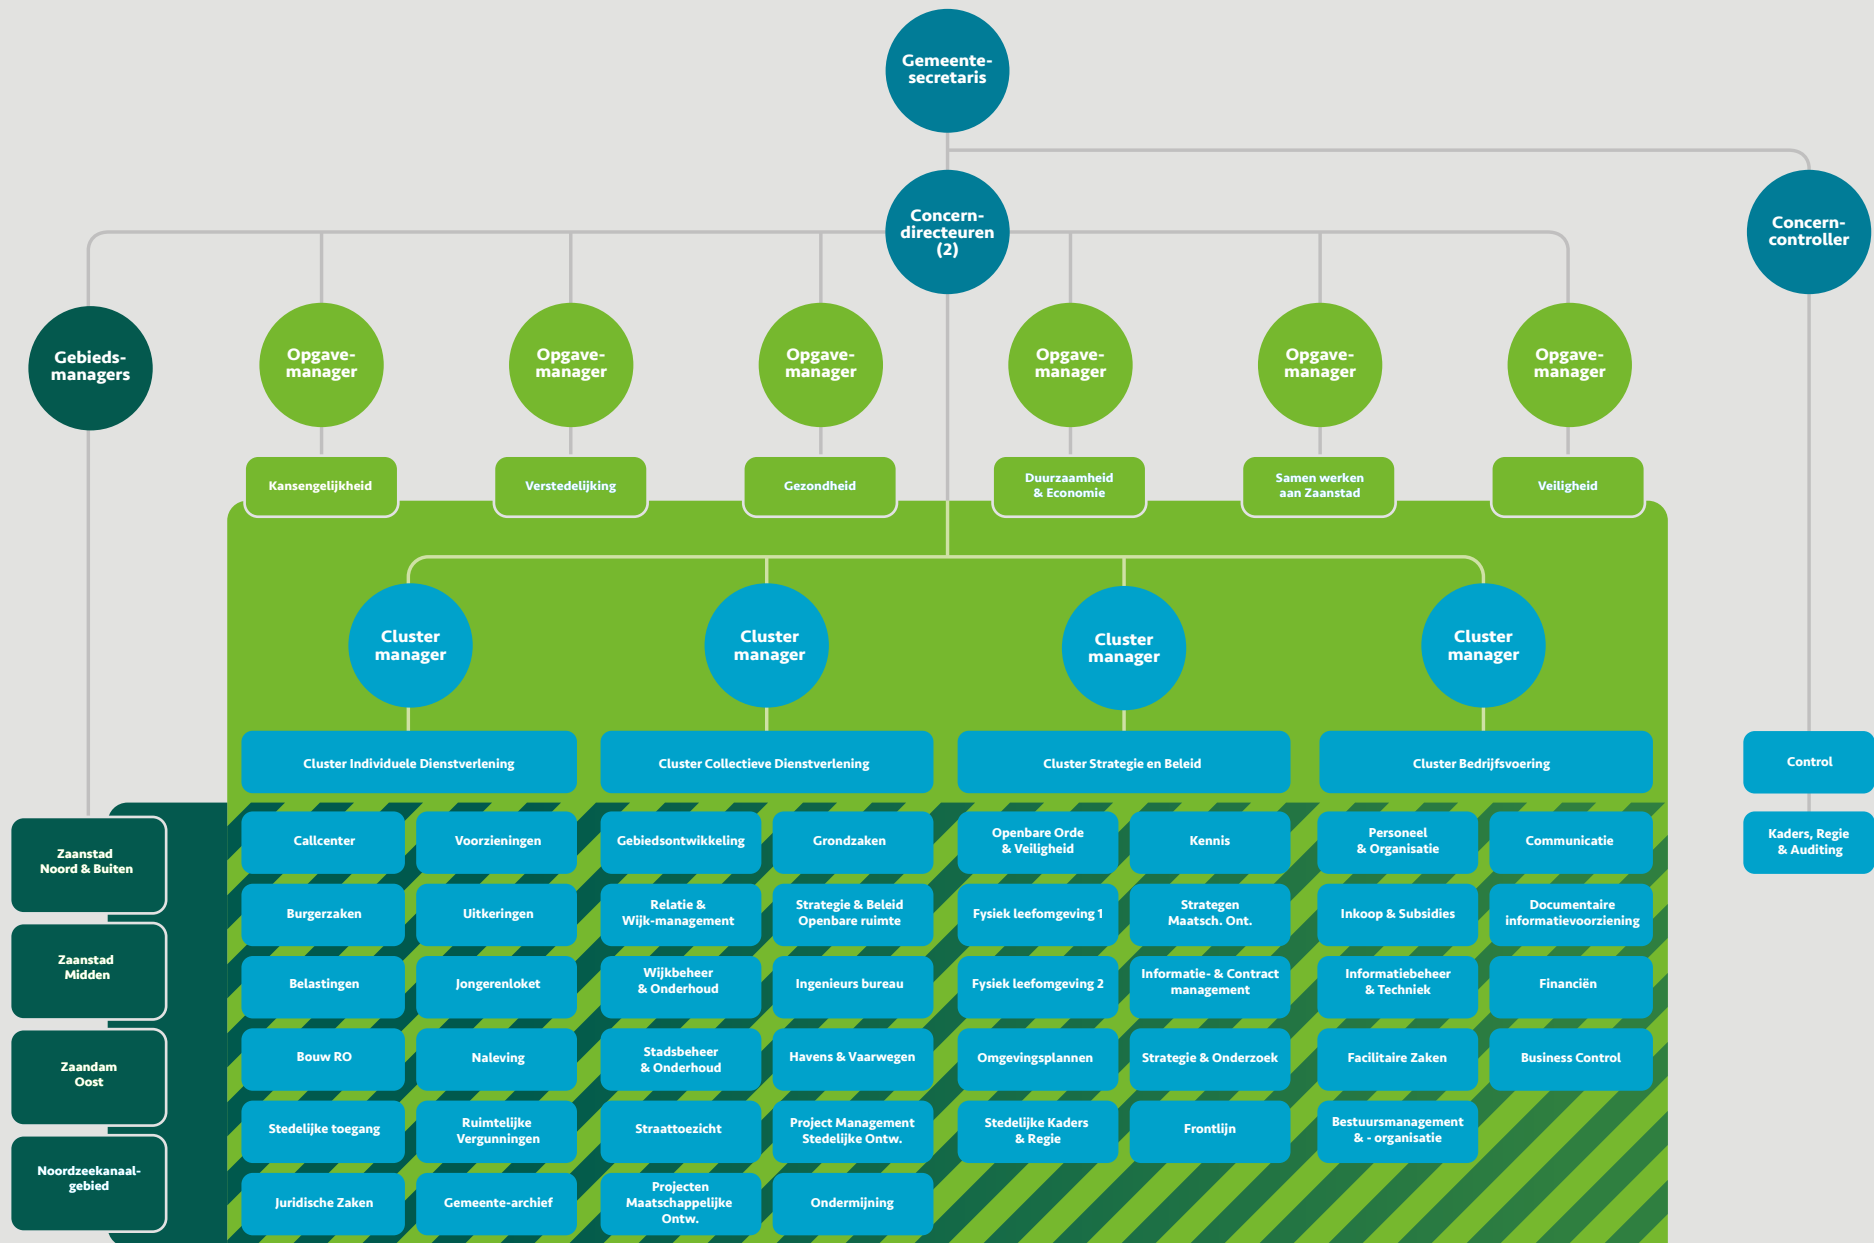 Gemeente-
secretaris
Concern-
directeuren
(2)
Concern-
controller
Gebieds-
managers
Opgave-
manager
Opgave-
manager
Opgave-
manager
Opgave-
manager
Opgave-
manager
Opgave-
manager
Kansengelijkheid
Verstedelijking
Gezondheid
Duurzaamheid
& Economie
Samen werken
aan Zaanstad
Veiligheid
Cluster
manager
Cluster
manager
Cluster
manager
Cluster
manager
Cluster Individuele Dienstverlening
Cluster Collectieve Dienstverlening
Cluster Strategie en Beleid
Cluster Bedrijfsvoering
Control
Kaders, Regie
& Auditing
Zaanstad
Noord & Buiten
Zaanstad
Midden
Zaandam
Oost
Noordzeekanaal-
gebied
Callcenter
Voorzieningen
Burgerzaken
Uitkeringen
Belastingen
Jongerenloket
Bouw RO
Naleving
Stedelijke toegang
Ruimtelijke
Vergunningen
Juridische Zaken
Gemeente-archief
Gebiedsontwikkeling
Grondzaken
Relatie &
Wijk-management
Strategie & Beleid
Openbare ruimte
Wijkbeheer
& Onderhoud
Ingenieurs bureau
Stadsbeheer
& Onderhoud
Havens & Vaarwegen
Straattoezicht
Project Management
Stedelijke Ontw.
Projecten
Maatschappelijke
Ontw.
Ondermijning
Openbare Orde
& Veiligheid
Kennis
Fysiek leefomgeving 1
Strategen
Maatsch. Ont.
Fysiek leefomgeving 2
Informatie- & Contract
management
Omgevingsplannen
Strategie & Onderzoek
Stedelijke Kaders
& Regie
Frontlijn
Personeel
& Organisatie
Communicatie
Inkoop & Subsidies
Documentaire
informatievoorziening
Informatiebeheer
& Techniek
Financiën
Facilitaire Zaken
Business Control
Bestuursmanagement
& - organisatie